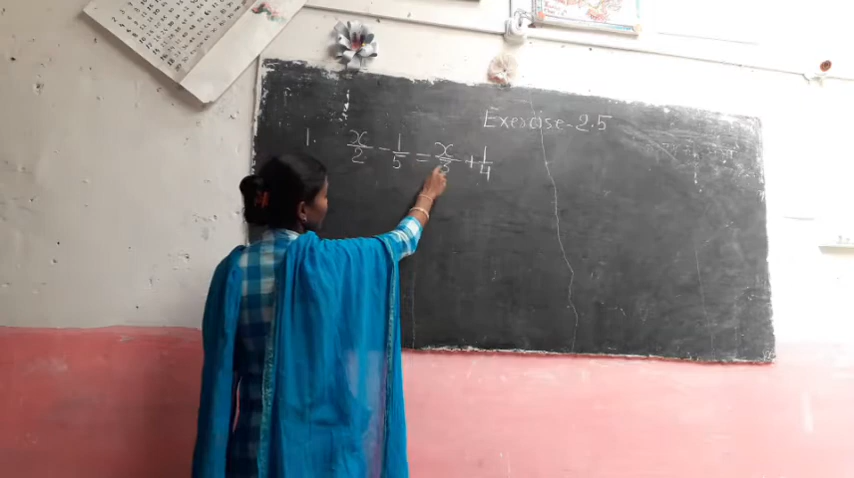 Exercise-2.5
1. x/2 - 1/5 = x/3 + 1/4